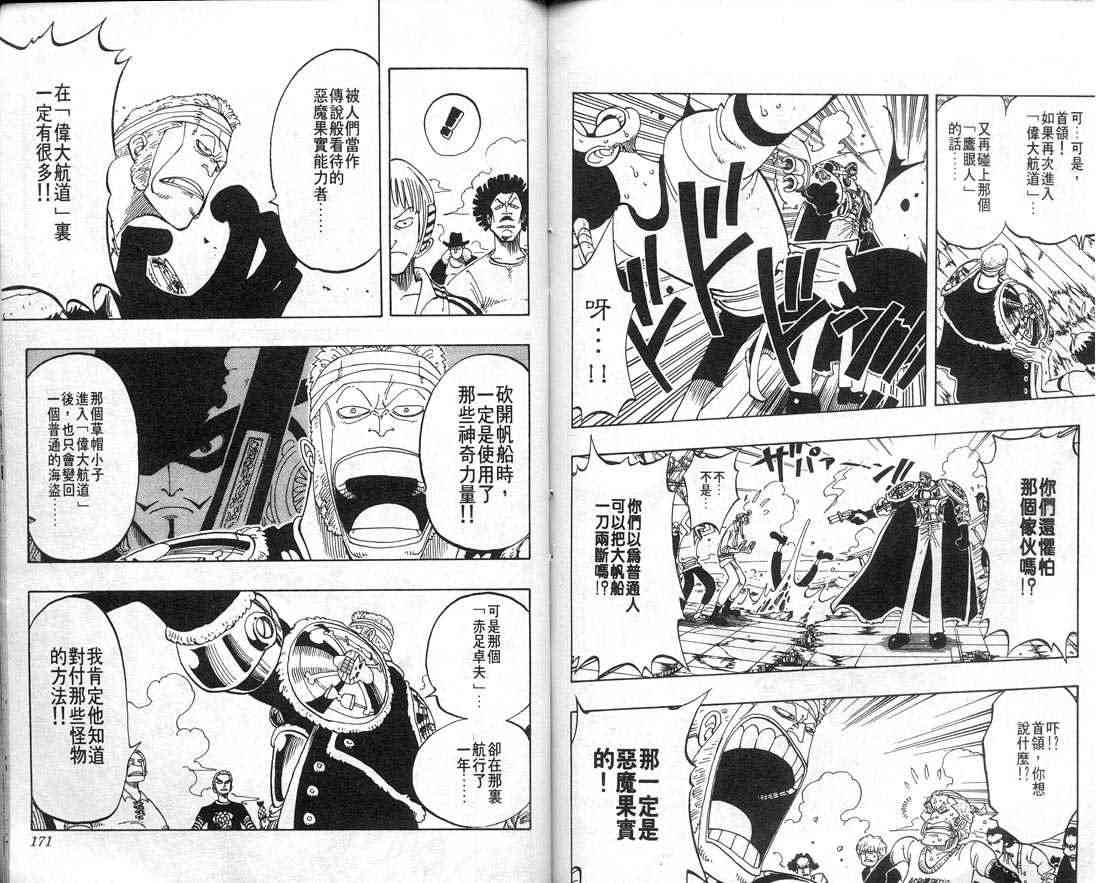 可…可是，
首領！
如果再次進入
「偉大航道」…
又再碰上那個
「鷹眼人」
的話……
ドドドド
呀…!!
你們還懼怕
那個傢伙嗎!?
ザパァーーン
不…
不是…
你們以爲普通人
可以把大帆船
一刀兩斷嗎!?
吓!?
首領，你想
說什麼!?
那一定是
惡魔果實
的！
!!
被人們當作
傳說般看待的
惡魔果實能力者……
在「偉大航道」裏
一定有很多!!
砍開帆船時，
一定是使用了
那些神奇力量!!
那個草帽小子
進入「偉大航道」
後，也只會變回
一個普通的海盜……
可是那個
「赤足卓夫」…
卻在那裏
航行了
一年……
我肯定他知道
對付那些怪物
的方法!!
171